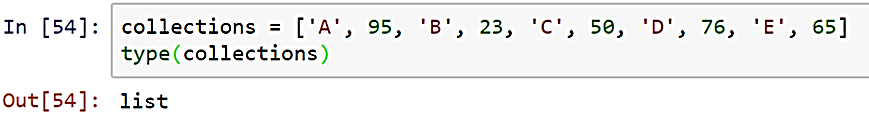 In [54]: collections = ['A', 95, 'B', 23, 'C', 50, 'D', 76, 'E', 65]
type(collections)
Out[54]: list